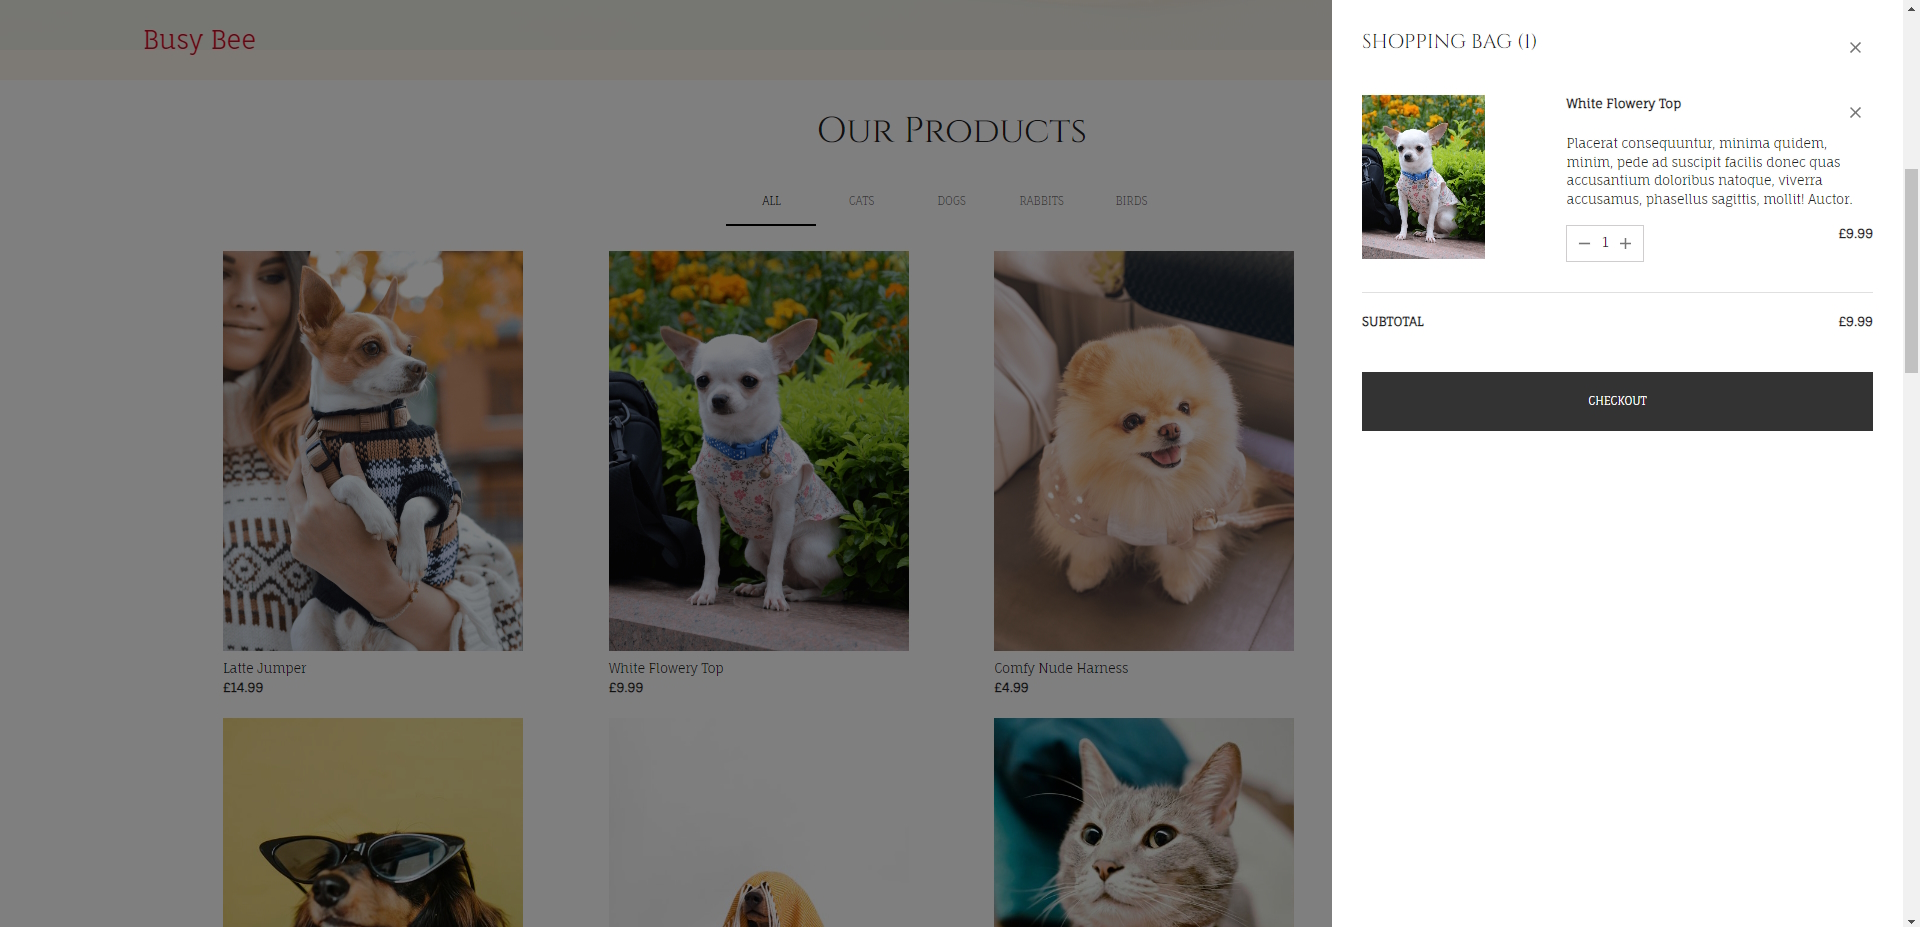 Busy Bee
OUR PRODUCTS
ALL
CATS
DOGS
RABBITS
BIRDS
Latte Jumper
£14.99
White Flowery Top
£9.99
Comfy Nude Harness
£4.99
SHOPPING BAG (1)
White Flowery Top
Placerat consequuntur, minima quidem,
minim, pede ad suscipit facilis donec quas
accusantium doloribus natoque, viverra
accusamus, phasellus sagittis, mollit! Auctor.
1
£9.99
SUBTOTAL
£9.99
CHECKOUT